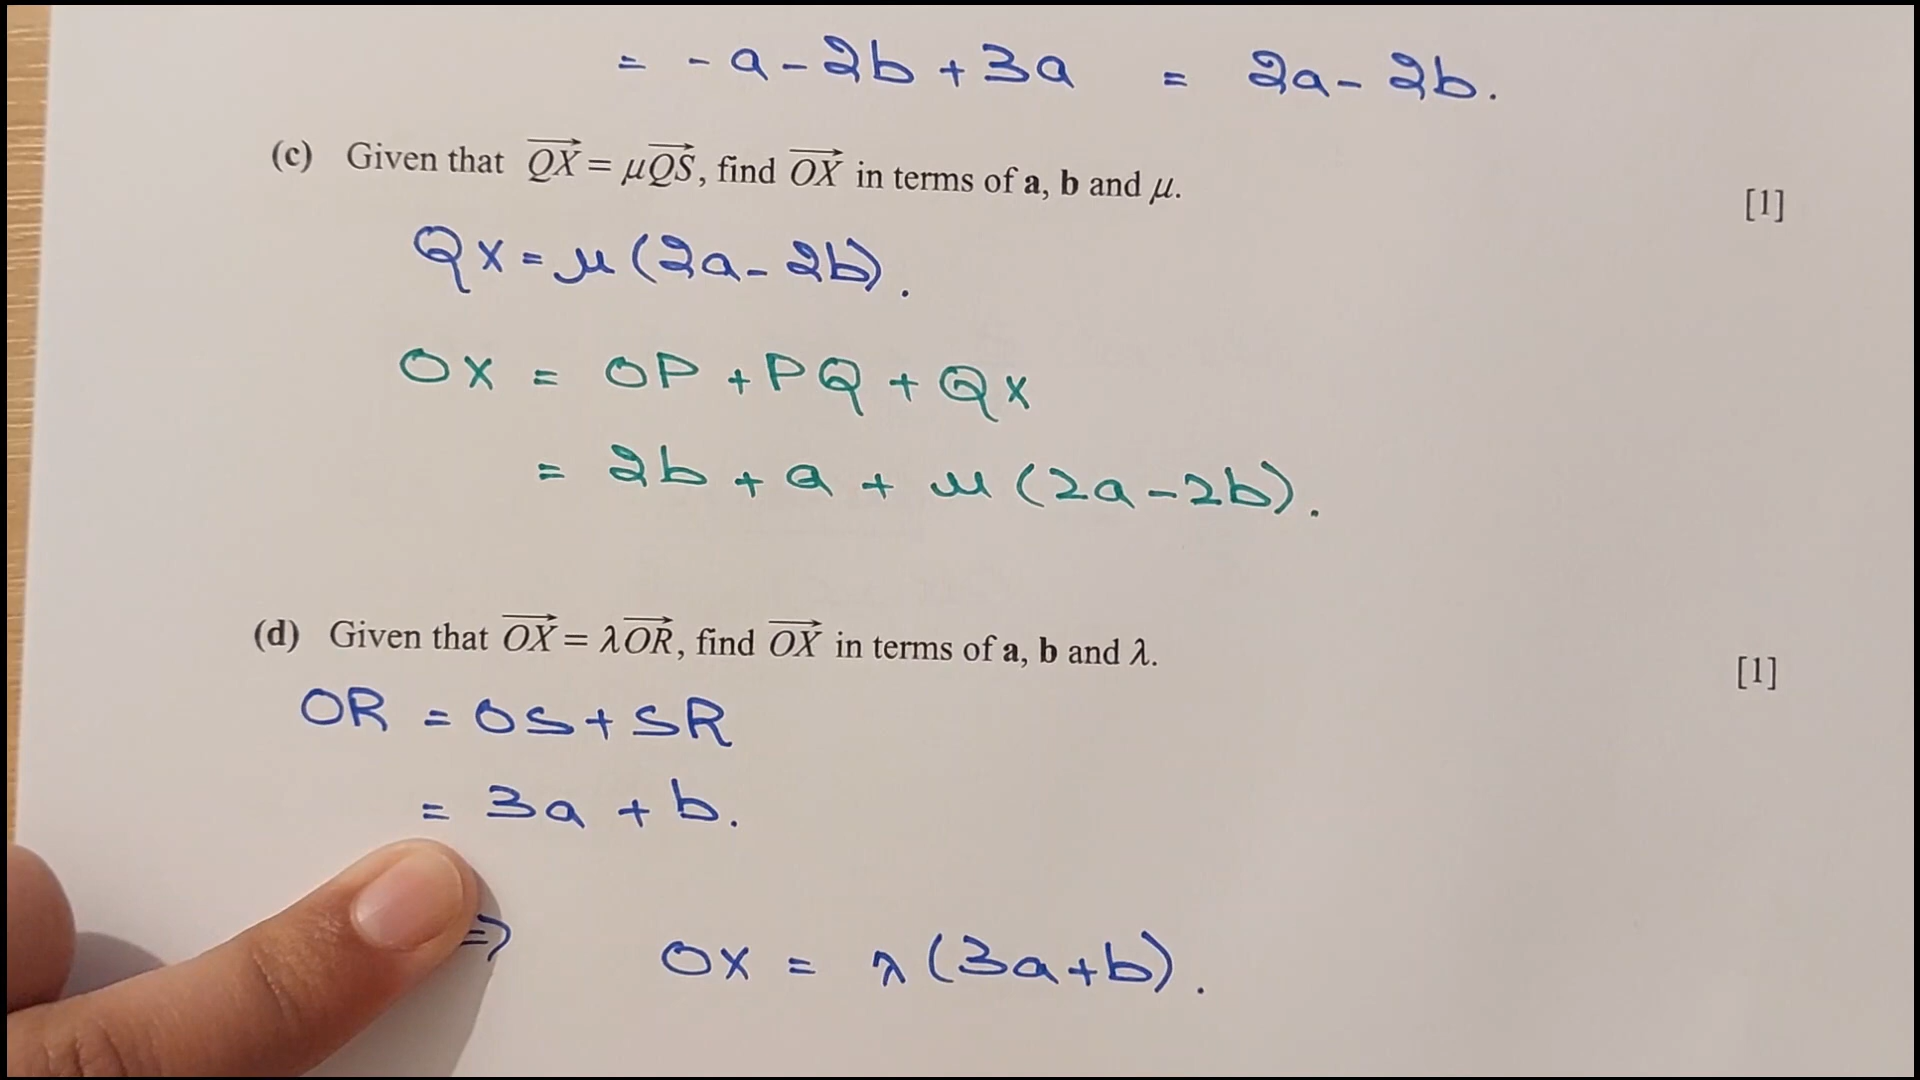 = -a-2b+3a = 2a-2b.
(c) Given that \overrightarrow{QX} = μ\overrightarrow{QS}, find \overrightarrow{OX} in terms of a, b and μ.
[1]
QX = μ(2a-2b).
OX = OP + PQ + QX
= 2b + a + μ(2a-2b).
(d) Given that \overrightarrow{OX} = λ\overrightarrow{OR}, find \overrightarrow{OX} in terms of a, b and λ.
[1]
OR = OS + SR
= 3a + b.
⇒ OX = λ(3a+b).